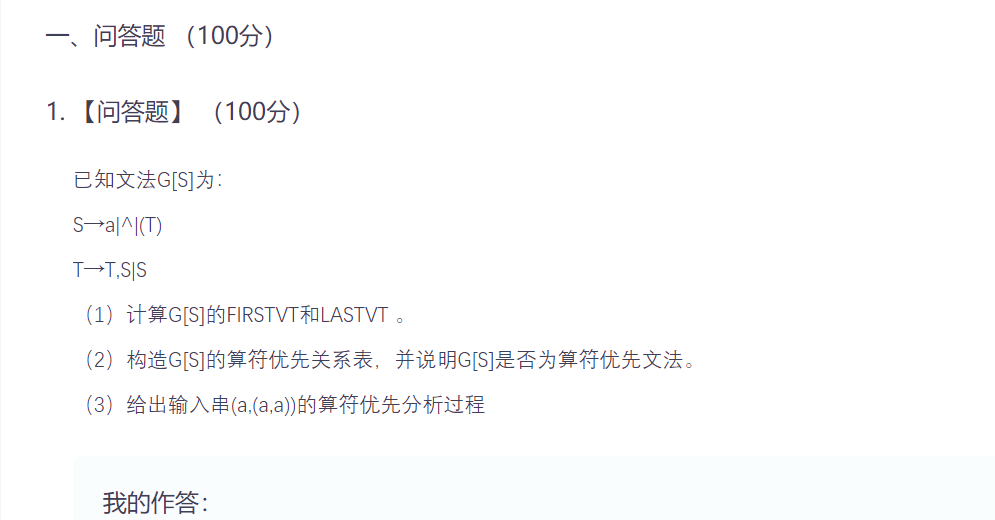 一、问答题 （100分）
1. 【问答题】 （100分）
已知文法G[S]为：
S→a|^|(T)
T→T,S|S
（1）计算G[S]的FIRSTVT和LASTVT 。
（2）构造G[S]的算符优先关系表，并说明G[S]是否为算符优先文法。
（3）给出输入串(a,(a,a))的算符优先分析过程
我的作答：